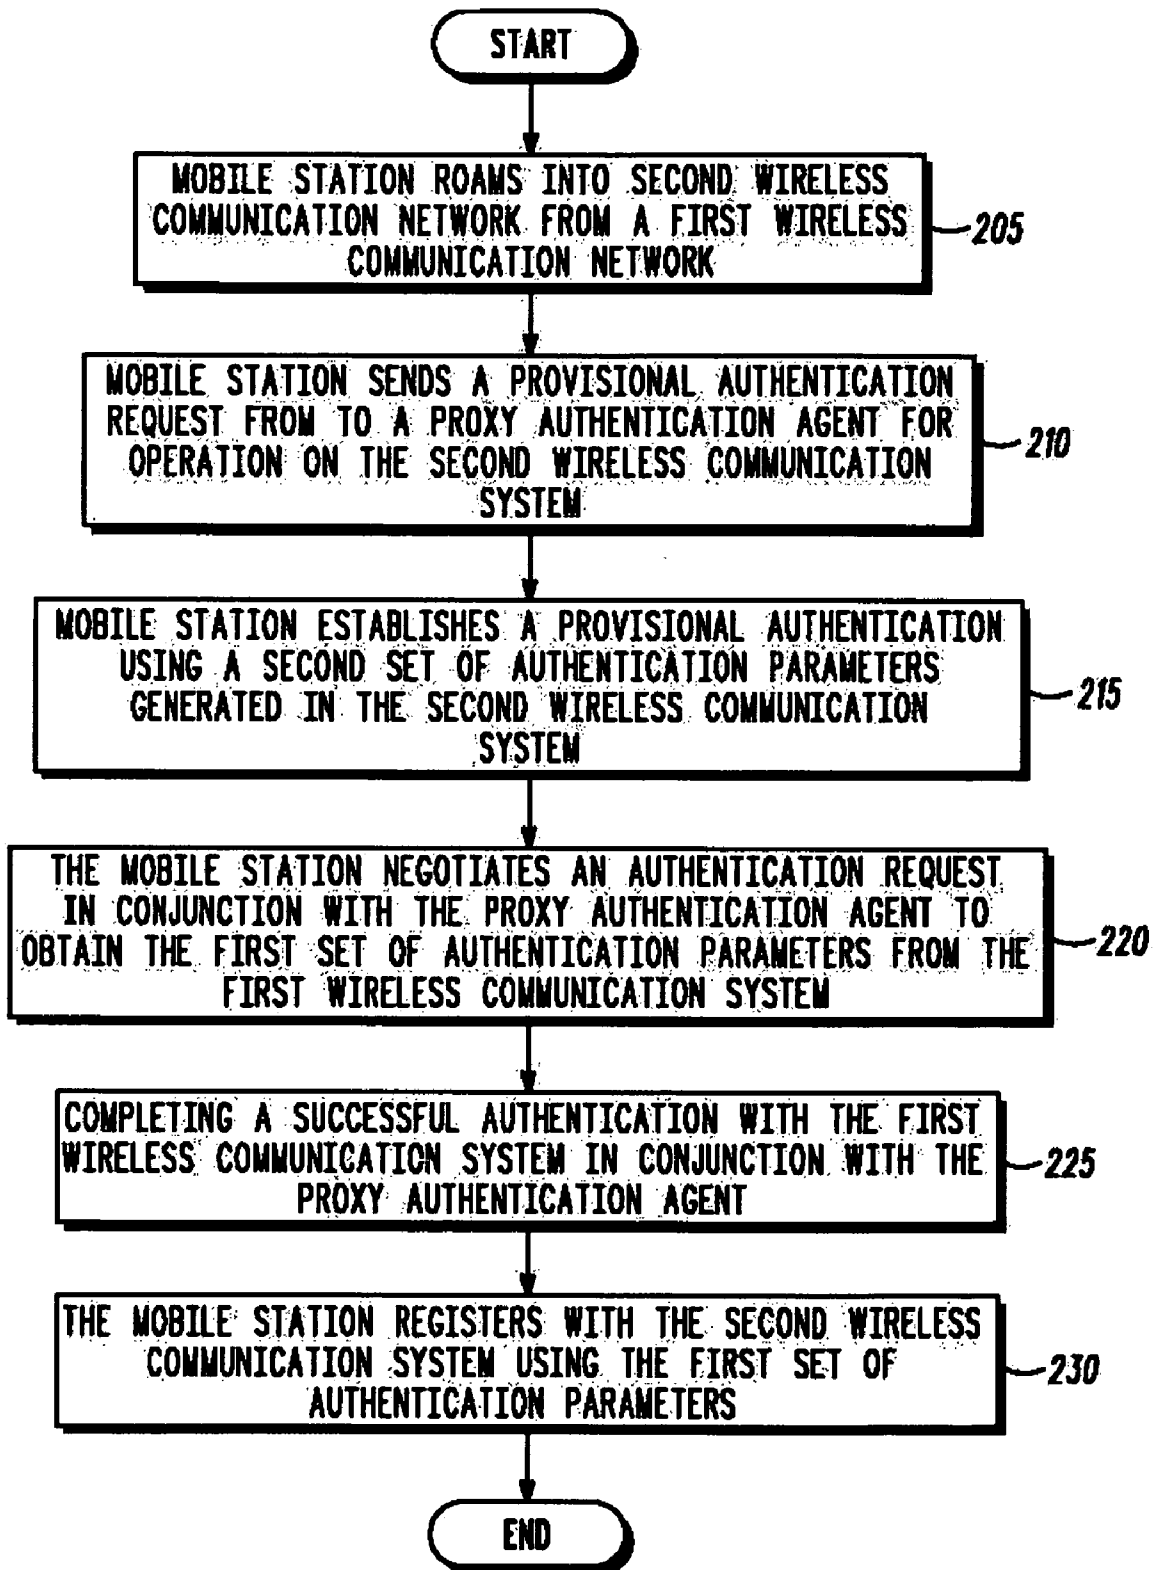 START
MOBILE STATION ROAMS INTO SECOND WIRELESS
COMMUNICATION NETWORK FROM A FIRST WIRELESS
COMMUNICATION NETWORK
205
MOBILE STATION SENDS A PROVISIONAL AUTHENTICATION
REQUEST FROM TO A PROXY AUTHENTICATION AGENT FOR
OPERATION ON THE SECOND WIRELESS COMMUNICATION
SYSTEM
210
MOBILE STATION ESTABLISHES A PROVISIONAL AUTHENTICATION
USING A SECOND SET OF AUTHENTICATION PARAMETERS
GENERATED IN THE SECOND WIRELESS COMMUNICATION
SYSTEM
215
THE MOBILE STATION NEGOTIATES AN AUTHENTICATION REQUEST
IN CONJUNCTION WITH THE PROXY AUTHENTICATION AGENT TO
OBTAIN THE FIRST SET OF AUTHENTICATION PARAMETERS FROM THE
FIRST WIRELESS COMMUNICATION SYSTEM
220
COMPLETING A SUCCESSFUL AUTHENTICATION WITH THE FIRST
WIRELESS COMMUNICATION SYSTEM IN CONJUNCTION WITH THE
PROXY AUTHENTICATION AGENT
225
THE MOBILE STATION REGISTERS WITH THE SECOND WIRELESS
COMMUNICATION SYSTEM USING THE FIRST SET OF
AUTHENTICATION PARAMETERS
230
END